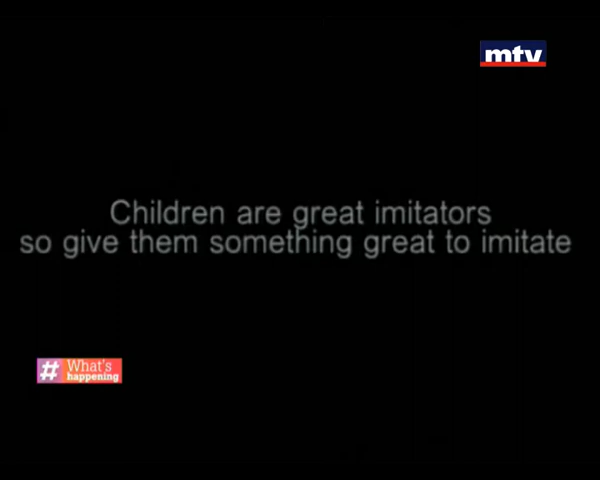 mtv
Children are great imitators
so give them something great to imitate
# What's
happening